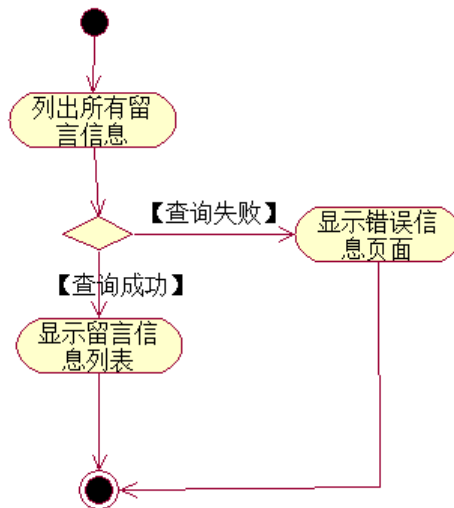 列出所有留
言信息
【查询失败】
显示错误信
息页面
【查询成功】
显示留言信
息列表